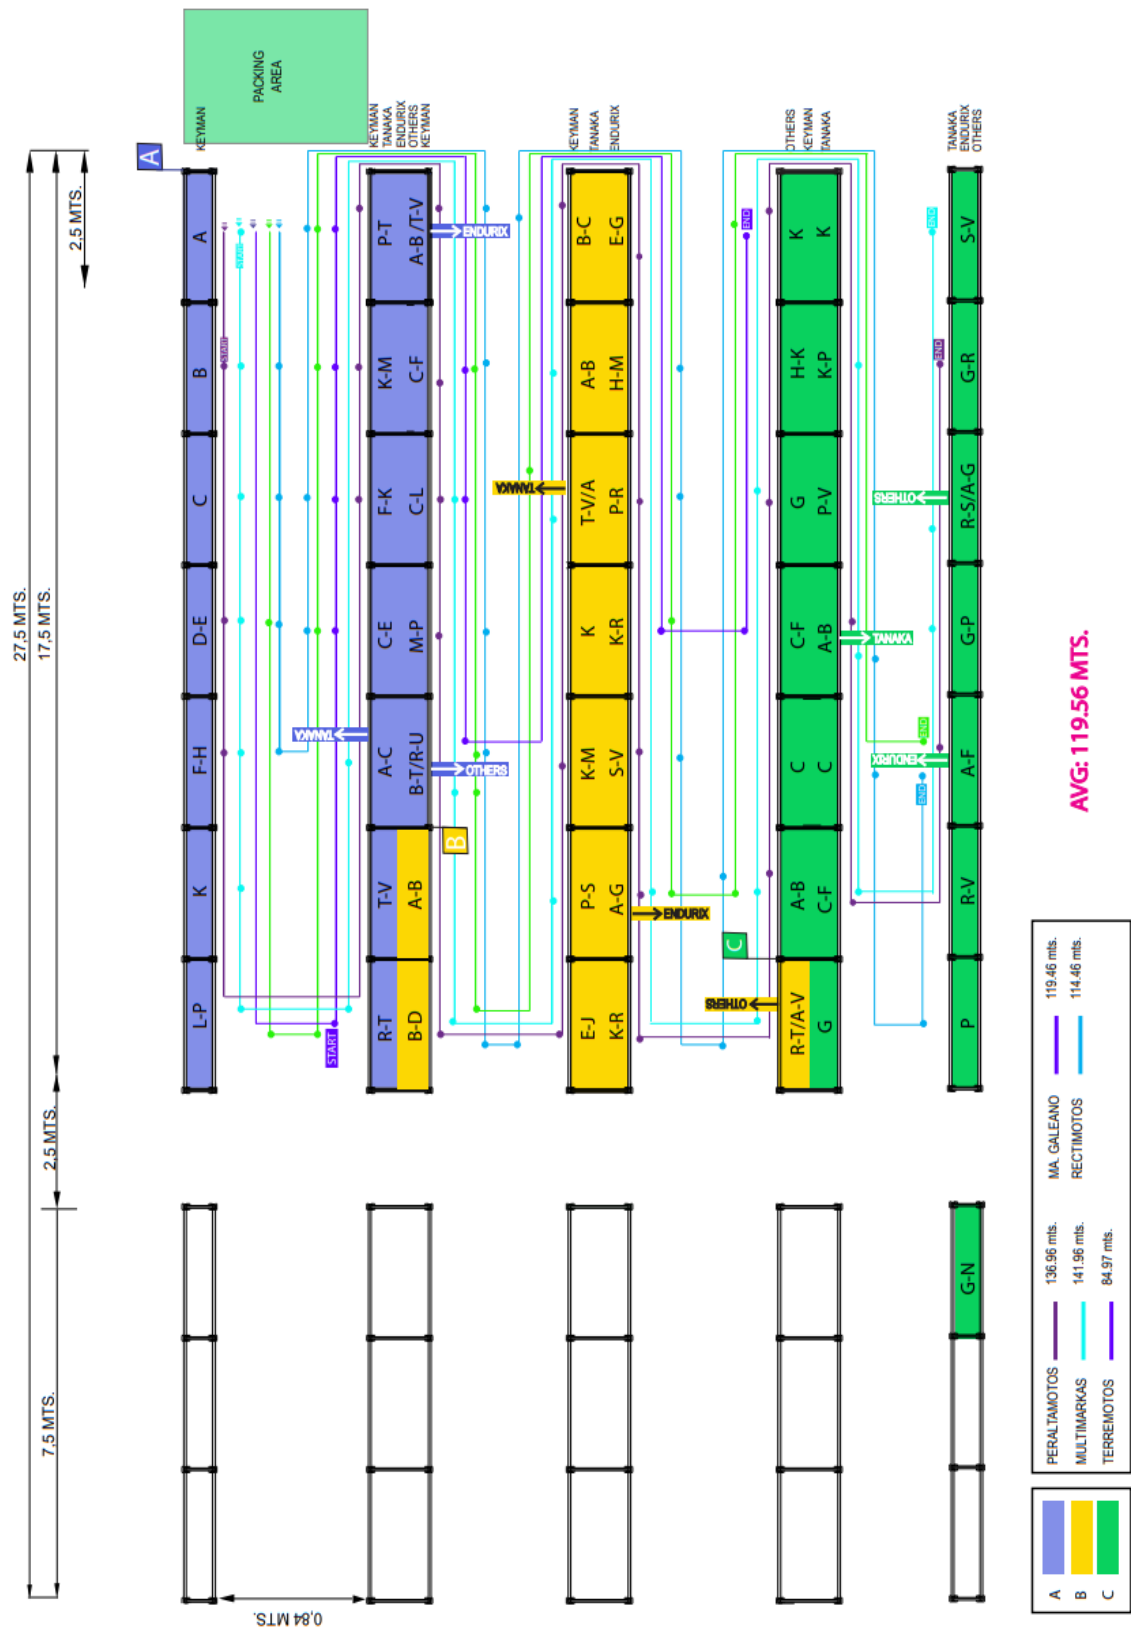 27,5 MTS.
7,5 MTS.
2,5 MTS.
17,5 MTS.
2,5 MTS.
0,84 MTS.
A
PACKING
AREA
L-P
K
F-H
D-E
C
B
A
KEYMAN
START
START
START
TANAKA
R-T
T-V
A-C
C-E
F-K
K-M
P-T
B-D
A-B
B-T/R-U
M-P
C-L
C-F
A-B /T-V
KEYMAN
TANAKA
ENDURIX
OTHERS
KEYMAN
B
OTHERS
ENDURIX
TANAKA
E-J
P-S
K-M
K
T-V/A
A-B
B-C
K-R
A-G
S-V
K-R
P-R
H-M
E-G
KEYMAN
TANAKA
ENDURIX
ENDURIX
END
C
OTHERS
R-T/A-V
A-B
C
C-F
G
H-K
K
G
C-F
C
A-B
P-V
K-P
K
OTHERS
KEYMAN
TANAKA
TANAKA
END
END
ENDURIX
OTHERS
END
END
G-N
P
R-V
A-F
G-P
R-S/A-G
G-R
S-V
TANAKA
ENDURIX
OTHERS
AVG: 119.56 MTS.
A
B
C
PERALTAMOTOS 136.96 mts.
MULTIMARKAS 141.96 mts.
TERREMOTOS 84.97 mts.
MA. GALEANO 119.46 mts.
RECTIMOTOS 114.46 mts.